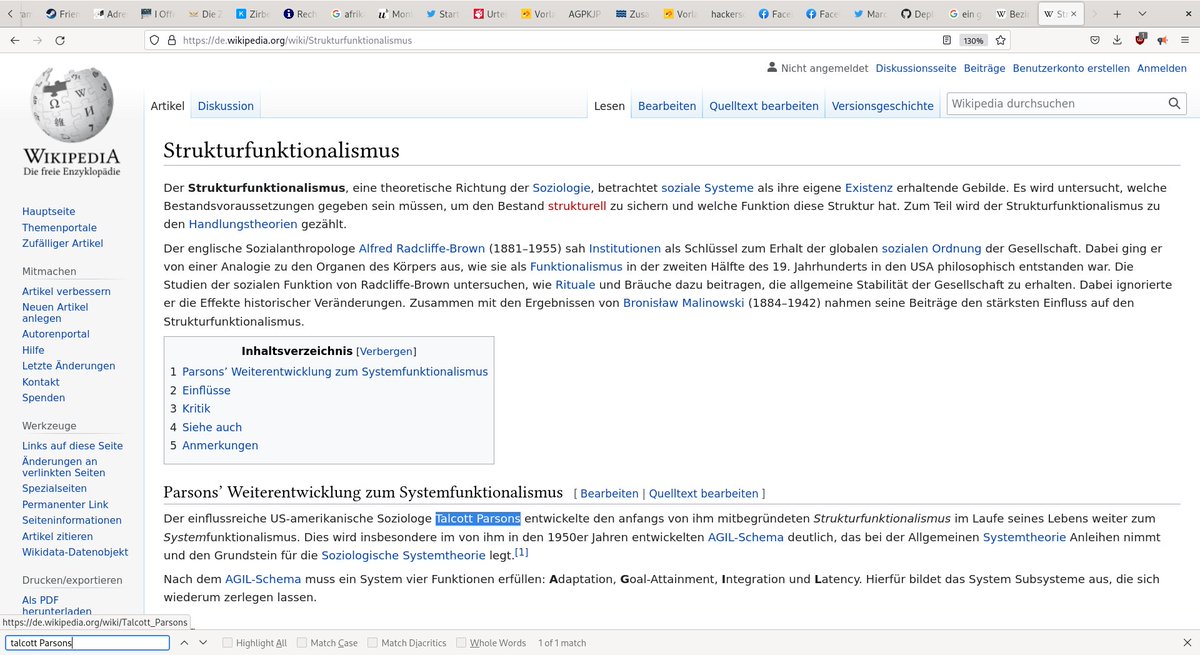 Frien
Adre
I Off
Die Z
Zirbe
Rech
afrik
Mon
Start
Urte
Vorla
AGPKJP
Zusa
Vorla
hackers
Face
Face
Marc
Depl
ein g
Bezi
Str
https://de.wikipedia.org/wiki/Strukturfunktionalismus
130%
Nicht angemeldet Diskussionsseite Beiträge Benutzerkonto erstellen Anmelden
Artikel Diskussion Lesen Bearbeiten Quelltext bearbeiten Versionsgeschichte Wikipedia durchsuchen
WIKIPEDIA
Die freie Enzyklopädie
Hauptseite
Themenportale
Zufälliger Artikel
Mitmachen
Artikel verbessern
Neuen Artikel
anlegen
Autorenportal
Hilfe
Letzte Änderungen
Kontakt
Spenden
Werkzeuge
Links auf diese Seite
Änderungen an
verlinkten Seiten
Spezialseiten
Permanenter Link
Seiteninformationen
Artikel zitieren
Wikidata-Datenobjekt
Drucken/exportieren
Als PDF
herunterladen
Strukturfunktionalismus
Der Strukturfunktionalismus, eine theoretische Richtung der Soziologie, betrachtet soziale Systeme als ihre eigene Existenz erhaltende Gebilde. Es wird untersucht, welche
Bestandsvoraussetzungen gegeben sein müssen, um den Bestand strukturell zu sichern und welche Funktion diese Struktur hat. Zum Teil wird der Strukturfunktionalismus zu
den Handlungstheorien gezählt.
Der englische Sozialanthropologe Alfred Radcliffe-Brown (1881–1955) sah Institutionen als Schlüssel zum Erhalt der globalen sozialen Ordnung der Gesellschaft. Dabei ging er
von einer Analogie zu den Organen des Körpers aus, wie sie als Funktionalismus in der zweiten Hälfte des 19. Jahrhunderts in den USA philosophisch entstanden war. Die
Studien der sozialen Funktion von Radcliffe-Brown untersuchen, wie Rituale und Bräuche dazu beitragen, die allgemeine Stabilität der Gesellschaft zu erhalten. Dabei ignorierte
er die Effekte historischer Veränderungen. Zusammen mit den Ergebnissen von Bronisław Malinowski (1884–1942) nahmen seine Beiträge den stärksten Einfluss auf den
Strukturfunktionalismus.
Inhaltsverzeichnis [Verbergen]
1 Parsons’ Weiterentwicklung zum Systemfunktionalismus
2 Einflüsse
3 Kritik
4 Siehe auch
5 Anmerkungen
Parsons’ Weiterentwicklung zum Systemfunktionalismus [ Bearbeiten | Quelltext bearbeiten ]
Der einflussreiche US-amerikanische Soziologe Talcott Parsons entwickelte den anfangs von ihm mitbegründeten Strukturfunktionalismus im Laufe seines Lebens weiter zum
Systemfunktionalismus. Dies wird insbesondere im von ihm in den 1950er Jahren entwickelten AGIL-Schema deutlich, das bei der Allgemeinen Systemtheorie Anleihen nimmt
und den Grundstein für die Soziologische Systemtheorie legt.[1]
Nach dem AGIL-Schema muss ein System vier Funktionen erfüllen: Adaptation, Goal-Attainment, Integration und Latency. Hierfür bildet das System Subsysteme aus, die sich
wiederum zerlegen lassen.
https://de.wikipedia.org/wiki/Talcott_Parsons
talcott Parsons Highlight All Match Case Match Diacritics Whole Words 1 of 1 match